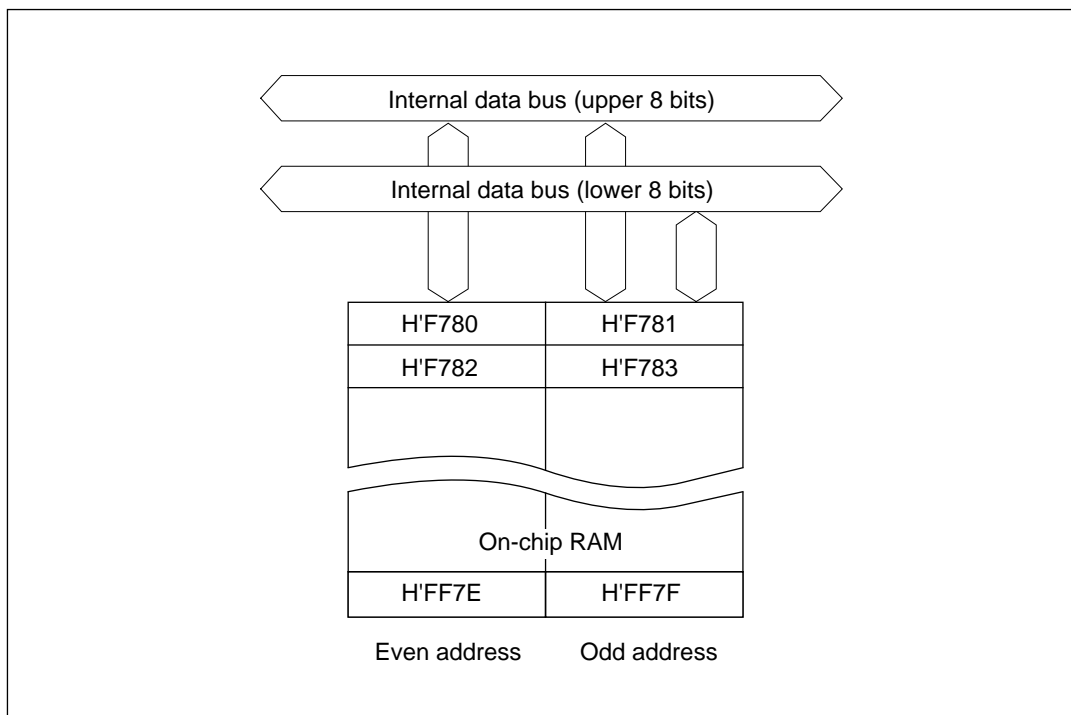 Internal data bus (upper 8 bits)
Internal data bus (lower 8 bits)
H'F780 H'F781
H'F782 H'F783
On-chip RAM
H'FF7E H'FF7F
Even address Odd address